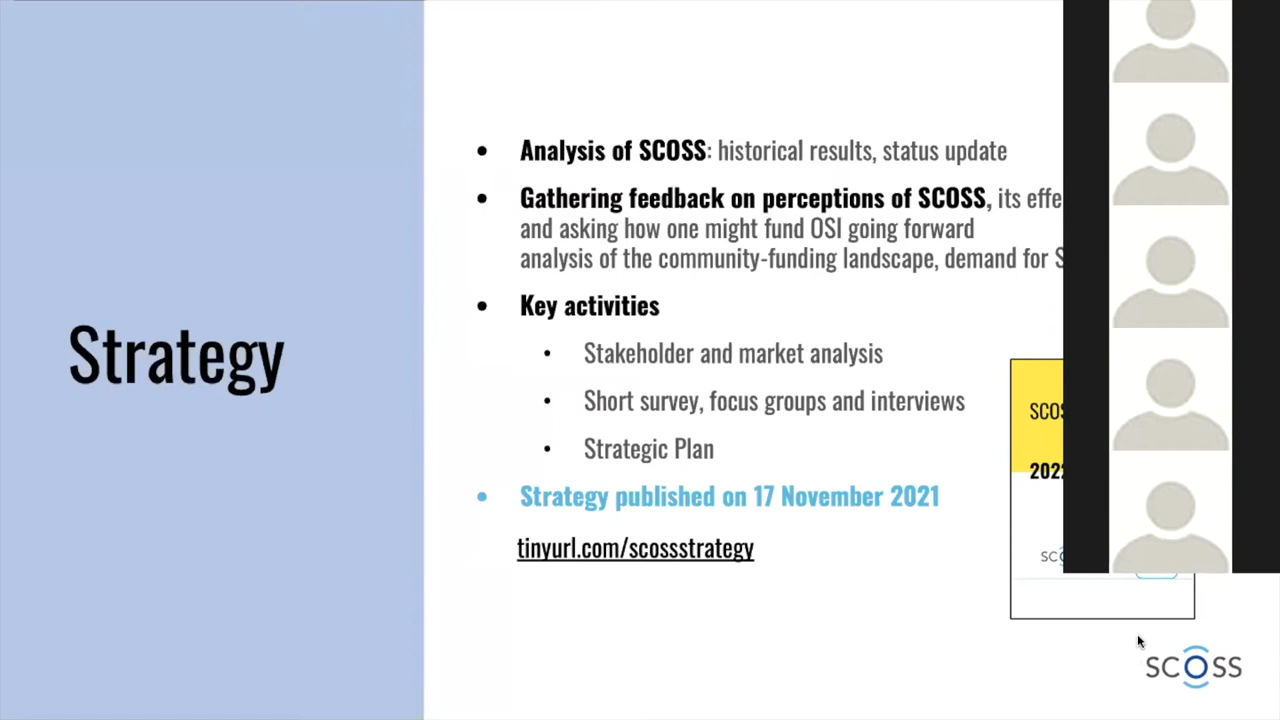 Strategy
Analysis of SCOSS: historical results, status update
Gathering feedback on perceptions of SCOSS, its
and asking how one might fund OSI going forward
analysis of the community-funding landscape, demand for
Key activities
Stakeholder and market analysis
Short survey, focus groups and interviews
Strategic Plan
Strategy published on 17 November 2021
tinyurl.com/scossstrategy
SCOSS